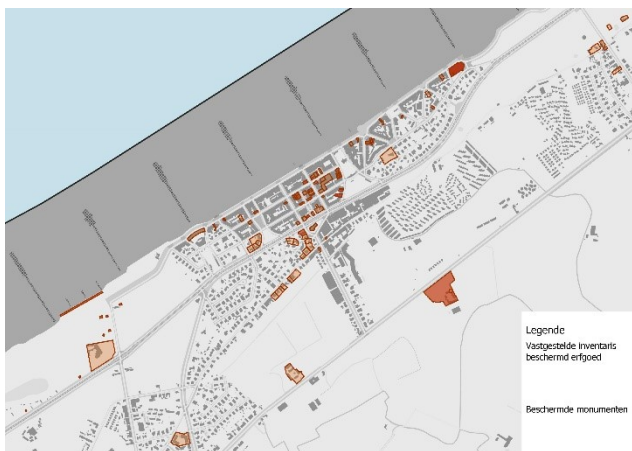 Legende
Vastgestelde inventaris
beschermd erfgoed
Beschermde monumenten